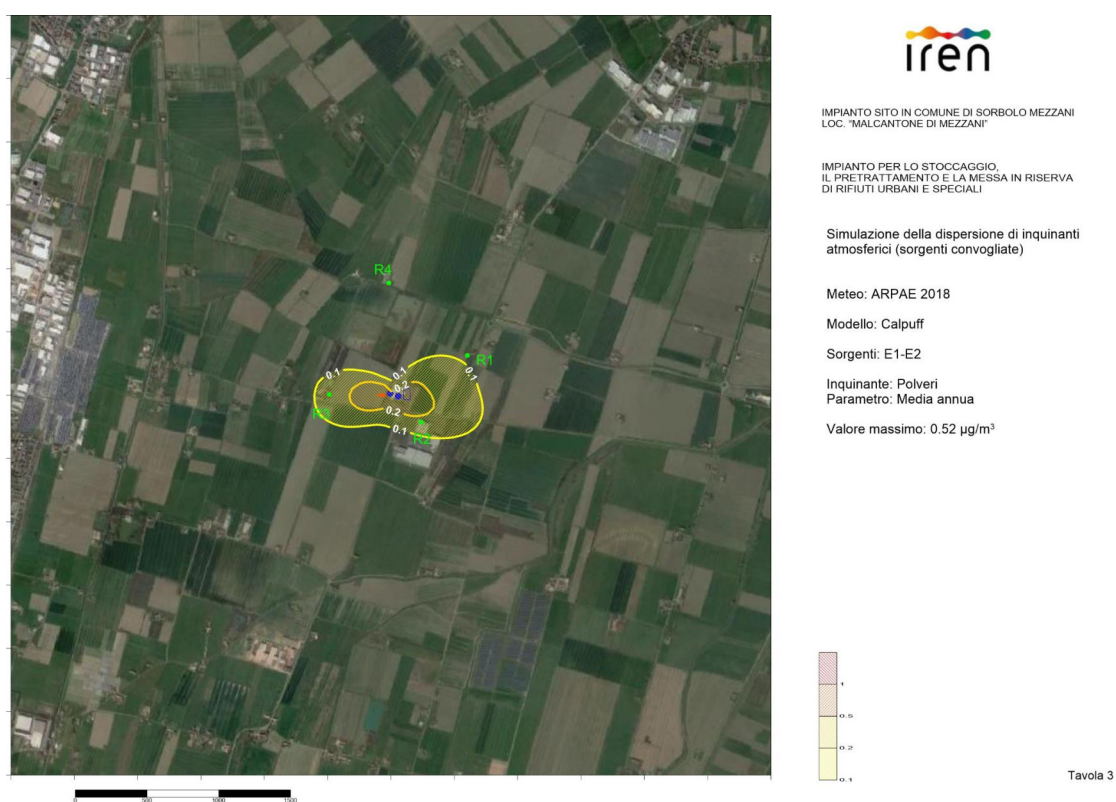 iren
IMPIANTO SITO IN COMUNE DI SORBOLO MEZZANI
LOC. "MALCANTONE DI MEZZANI"
IMPIANTO PER LO STOCCAGGIO,
IL PRETRATTAMENTO E LA MESSA IN RISERVA
DI RIFIUTI URBANI E SPECIALI
Simulazione della dispersione di inquinanti
atmosferici (sorgenti convogliate)
Meteo: ARPAE 2018
Modello: Calpuff
Sorgenti: E1-E2
Inquinante: Polveri
Parametro: Media annua
Valore massimo: 0.52 µg/m³
R4
R1
0.1
0.1
0.1
0.2
0.2
R3
0.1
R2
1
0.5
0.2
0.1
0
500
1000
1500
Tavola 3